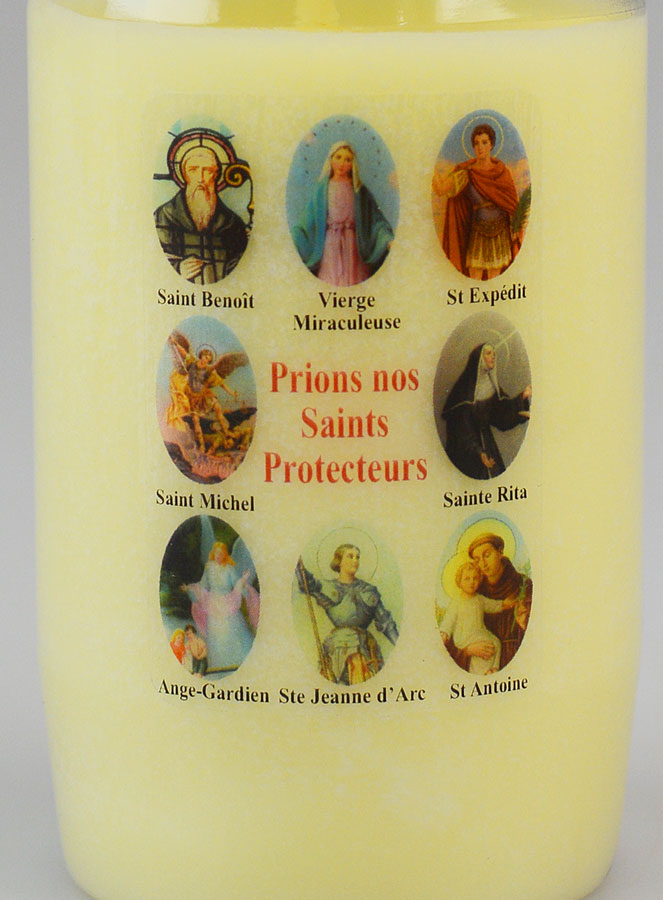 Saint Benoît
Vierge
Miraculeuse
St Expédit
Prions nos
Saints
Protecteurs
Saint Michel
Sainte Rita
Ange-Gardien
Ste Jeanne d'Arc
St Antoine